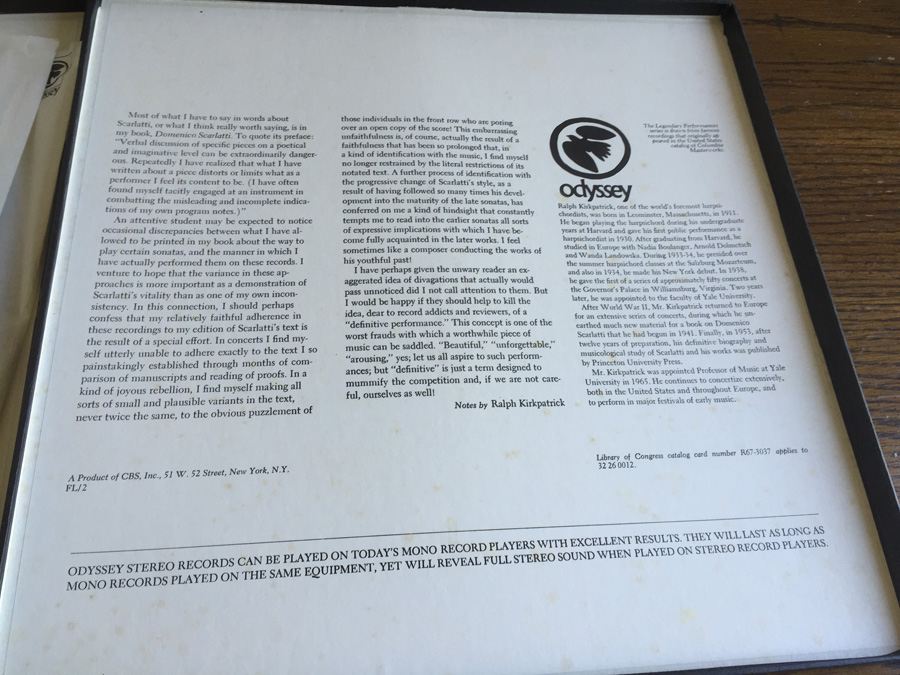 Most of what I have to say in words about
Scarlatti, or what I think really worth saying, is in
my book, Domenico Scarlatti. To quote its preface:
"Verbal discussion of specific pieces on a poetical
and imaginative level can be extraordinarily danger-
ous. Repeatedly I have realized that what I have
written about a piece distorts or limits what as a
performer I feel its content to be. (I have often
found myself tacitly engaged at an instrument in
combatting the misleading and incomplete indica-
tions of my own program notes.)"
An attentive student may be expected to notice
occasional discrepancies between what I have al-
lowed to be printed in my book about the way to
play certain sonatas, and the manner in which I
have actually performed them on these records. I
venture to hope that the variance in these ap-
proaches is more important as a demonstration of
Scarlatti's vitality than as one of my own incon-
sistency. In this connection, I should perhaps
confess that my relatively faithful adherence in
these recordings to my edition of Scarlatti's text is
the result of a special effort. In concerts I find my-
self utterly unable to adhere exactly to the text I so
painstakingly established through months of com-
parison of manuscripts and reading of proofs. In a
kind of joyous rebellion, I find myself making all
sorts of small and plausible variants in the text,
never twice the same, to the obvious puzzlement of
those individuals in the front row who are poring
over an open copy of the score! This embarrassing
unfaithfulness is, of course, actually the result of a
faithfulness that has been so prolonged that, in
a kind of identification with the music, I find myself
no longer restrained by the literal restrictions of its
notated text. A further process of identification with
the progressive change of Scarlatti's style, as a
result of having followed so many times his devel-
opment into the maturity of the late sonatas, has
conferred on me a kind of hindsight that constantly
tempts me to read into the earlier sonatas all sorts
of expressive implications with which I have be-
come fully acquainted in the later works. I feel
sometimes like a composer conducting the works of
his youthful past!
I have perhaps given the unwary reader an ex-
aggerated idea of divagations that actually would
pass unnoticed did I not call attention to them. But
I would be happy if they should help to kill the
idea, dear to record addicts and reviewers, of a
"definitive performance." This concept is one of the
worst frauds with which a worthwhile piece of
music can be saddled. "Beautiful," "unforgettable,"
"arousing," yes; let us all aspire to such perform-
ances; but "definitive" is just a term designed to
mummify the competition and, if we are not care-
ful, ourselves as well!
Notes by Ralph Kirkpatrick
odyssey
The Legendary Performances
series is drawn from famous
recordings that originally ap-
peared in the United States
catalog of Columbia
Masterworks.
Ralph Kirkpatrick, one of the world's foremost harpsi-
chordists, was born in Leominster, Massachusetts, in 1911.
He began playing the harpsichord during his undergraduate
years at Harvard and gave his first public performance as a
harpsichordist in 1930. After graduating from Harvard, he
studied in Europe with Nadia Boulanger, Arnold Dolmetsch
and Wanda Landowska. During 1933-34, he presided over
the summer harpsichord classes at the Salzburg Mozarteum,
and also in 1934, he made his New York debut. In 1938,
he gave the first of a series of approximately fifty concerts at
the Governor's Palace in Williamsburg, Virginia. Two years
later, he was appointed to the faculty of Yale University.
After World War II, Mr. Kirkpatrick returned to Europe
for an extensive series of concerts, during which he un-
earthed much new material for a book on Domenico
Scarlatti that he had begun in 1941. Finally, in 1953, after
twelve years of preparation, his definitive biography and
musicological study of Scarlatti and his works was published
by Princeton University Press.
Mr. Kirkpatrick was appointed Professor of Music at Yale
University in 1965. He continues to concertize extensively,
both in the United States and throughout Europe, and
to perform in major festivals of early music.
A Product of CBS, Inc., 51 W. 52 Street, New York, N.Y.
FL/2
Library of Congress catalog card number R67-3037 applies to
32 26 0012.
ODYSSEY STEREO RECORDS CAN BE PLAYED ON TODAY'S MONO RECORD PLAYERS WITH EXCELLENT RESULTS. THEY WILL LAST AS LONG AS
MONO RECORDS PLAYED ON THE SAME EQUIPMENT, YET WILL REVEAL FULL STEREO SOUND WHEN PLAYED ON STEREO RECORD PLAYERS.